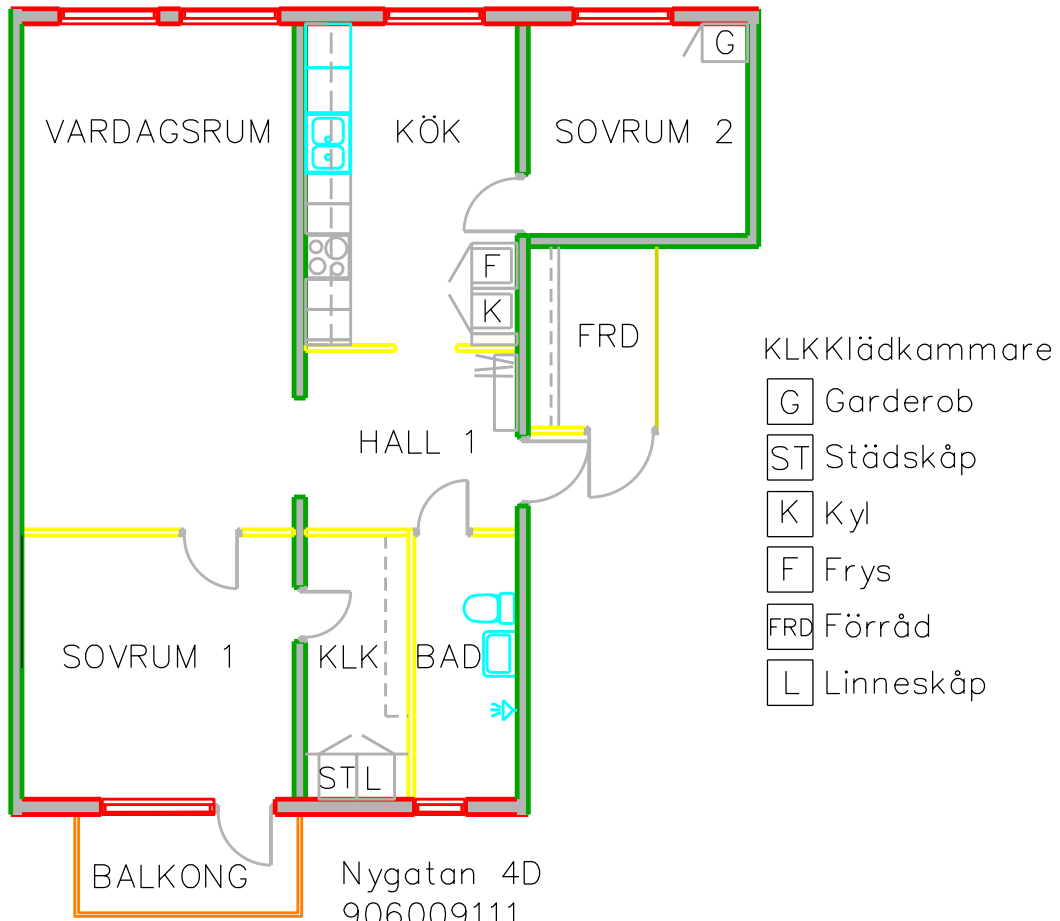 G
VARDAGSRUM KÖK SOVRUM 2
F
K
FRD
HALL 1
SOVRUM 1 KLK BAD
ST L
BALKONG
KLK Klädkammare
G Garderob
ST Städskåp
K Kyl
F Frys
FRD Förråd
L Linneskåp
Nygatan 4D
906009111